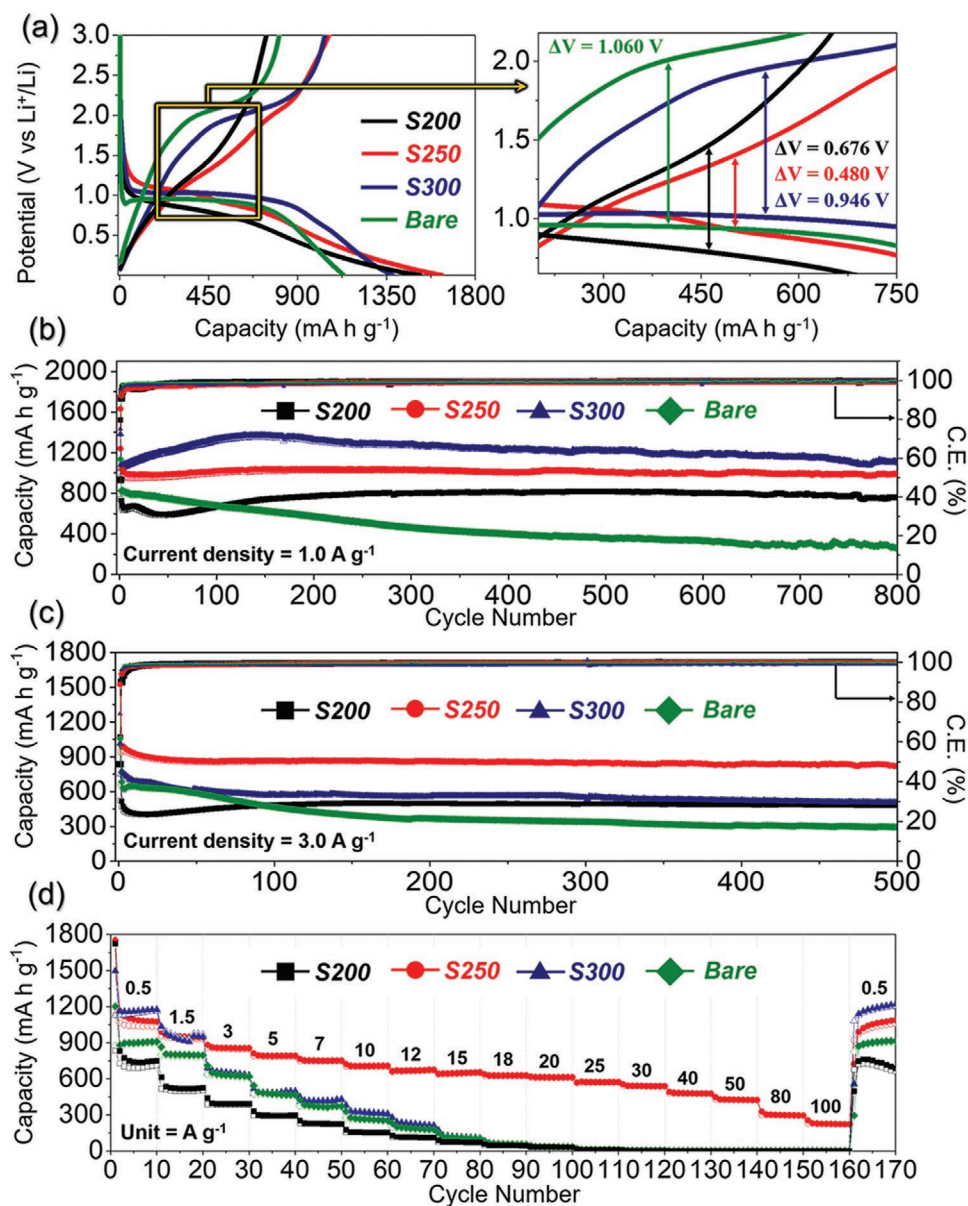 (a)
3.0
2.5
2.0
1.5
1.0
0.5
Potential (V vs Li⁺/Li)
S200
S250
S300
Bare
0 450 900 1350 1800
Capacity (mA h g⁻¹)
ΔV = 1.060 V
2.0
1.5
1.0
ΔV = 0.676 V
ΔV = 0.480 V
ΔV = 0.946 V
300 450 600 750
Capacity (mA h g⁻¹)
(b)
2000
1600
1200
800
400
0
Capacity (mA h g⁻¹)
S200 S250 S300 Bare
Current density = 1.0 A g⁻¹
100
80
60
40
20
0
C.E. (%)
0 100 200 300 400 500 600 700 800
Cycle Number
(c)
1800
1500
1200
900
600
300
0
Capacity (mA h g⁻¹)
S200 S250 S300 Bare
Current density = 3.0 A g⁻¹
100
80
60
40
20
0
C.E. (%)
0 100 200 300 400 500
Cycle Number
(d)
1800
1500
1200
900
600
300
0
Capacity (mA h g⁻¹)
S200 S250 S300 Bare
0.5 1.5 3 5 7 10 12 15 18 20 25 30 40 50 80 100 0.5
Unit = A g⁻¹
0 10 20 30 40 50 60 70 80 90 100 110 120 130 140 150 160 170
Cycle Number